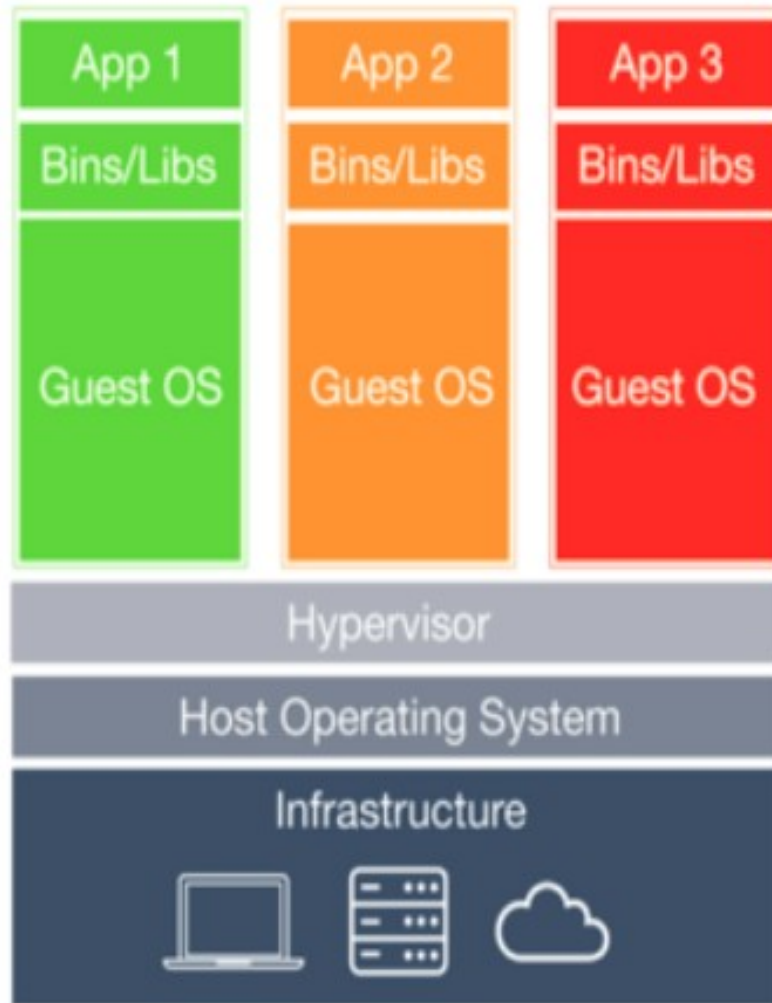 App 1 App 2 App 3
Bins/Libs Bins/Libs Bins/Libs
Guest OS Guest OS Guest OS
Hypervisor
Host Operating System
Infrastructure